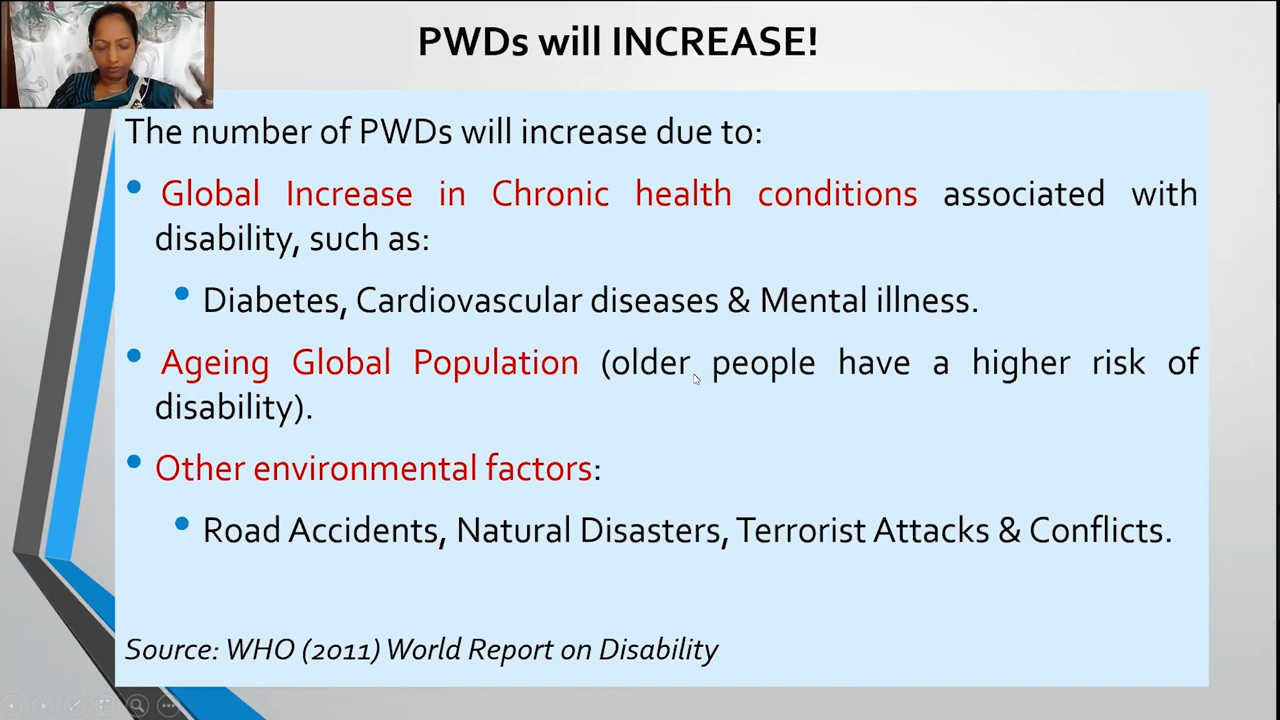 PWDs will INCREASE!
The number of PWDs will increase due to:
• Global Increase in Chronic health conditions associated with
disability, such as:
• Diabetes, Cardiovascular diseases & Mental illness.
• Ageing Global Population (older people have a higher risk of
disability).
• Other environmental factors:
• Road Accidents, Natural Disasters, Terrorist Attacks & Conflicts.
Source: WHO (2011) World Report on Disability